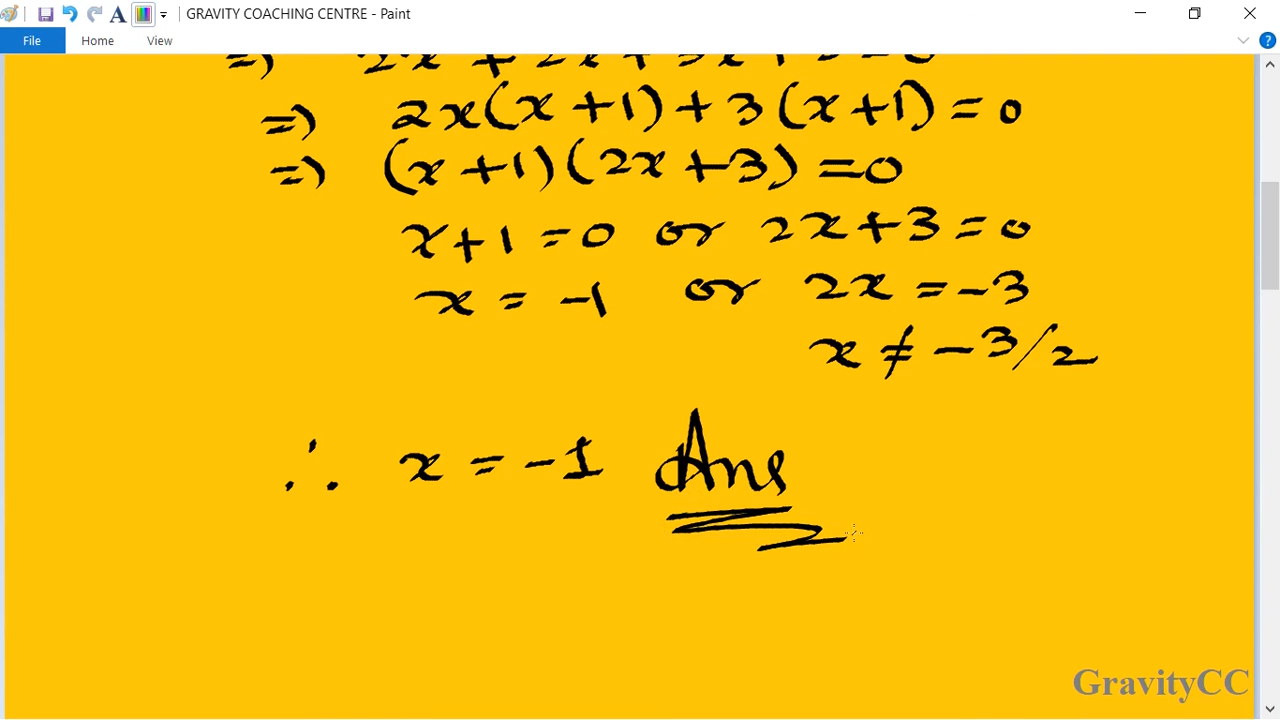 GRAVITY COACHING CENTRE - Paint
File Home View
=) 2x(x+1)+3(x+1)=0
=) (x+1)(2x+3)=0
x+1=0 or 2x+3=0
x=-1 or 2x=-3
x≠-3/2
∴ x=-1 Ans
GravityCC